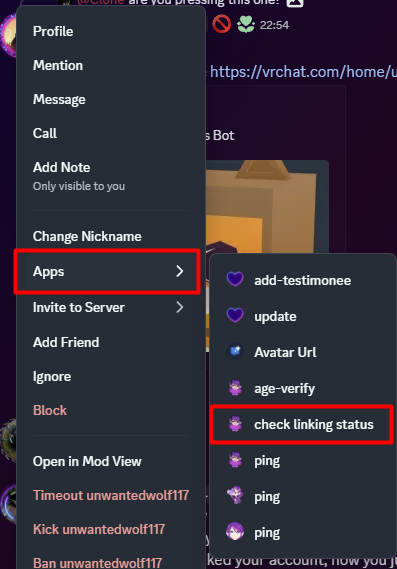 @Clone are you pressing this one?
22:54
https://vrchat.com/home/u
s Bot
Profile
Mention
Message
Call
Add Note
Only visible to you
Change Nickname
Apps
Invite to Server
Add Friend
Ignore
Block
Open in Mod View
Timeout unwantedwolf117
Kick unwantedwolf117
Ban unwantedwolf117
add-testimonee
update
Avatar Url
age-verify
check linking status
ping
ping
ping
ked your account, now you j